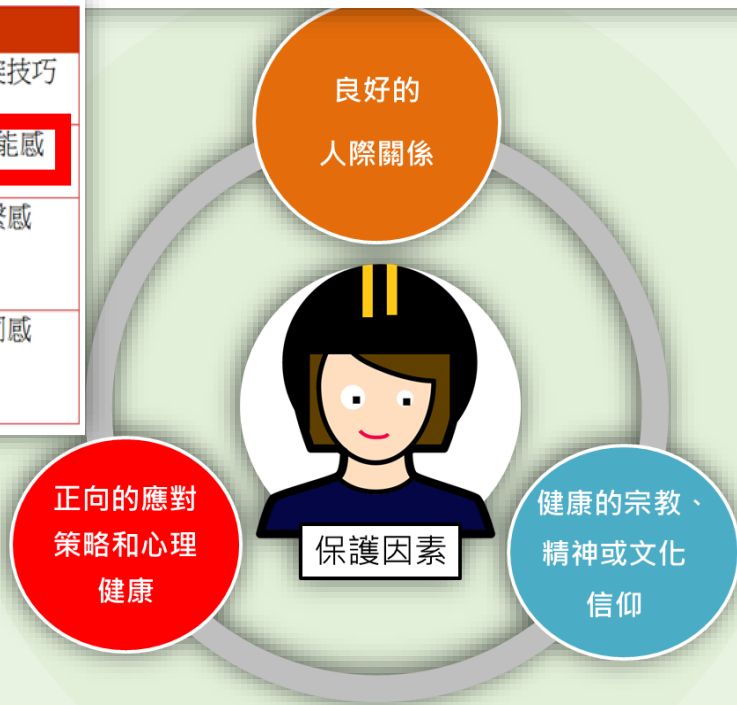 技巧
能感
感
感
良好的
人際關係
正向的應對
策略和心理
健康
保護因素
健康的宗教、
精神或文化
信仰